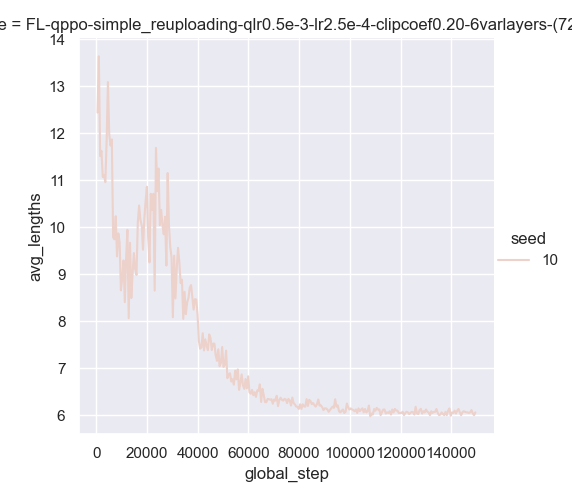 e = FL-qppo-simple_reuploading-qlr0.5e-3-lr2.5e-4-clipcoef0.20-6varlayers-(72
14
13
12
11
10
9
8
7
6
avg_lengths
0 20000 40000 60000 80000 100000 120000 140000
global_step
seed
10